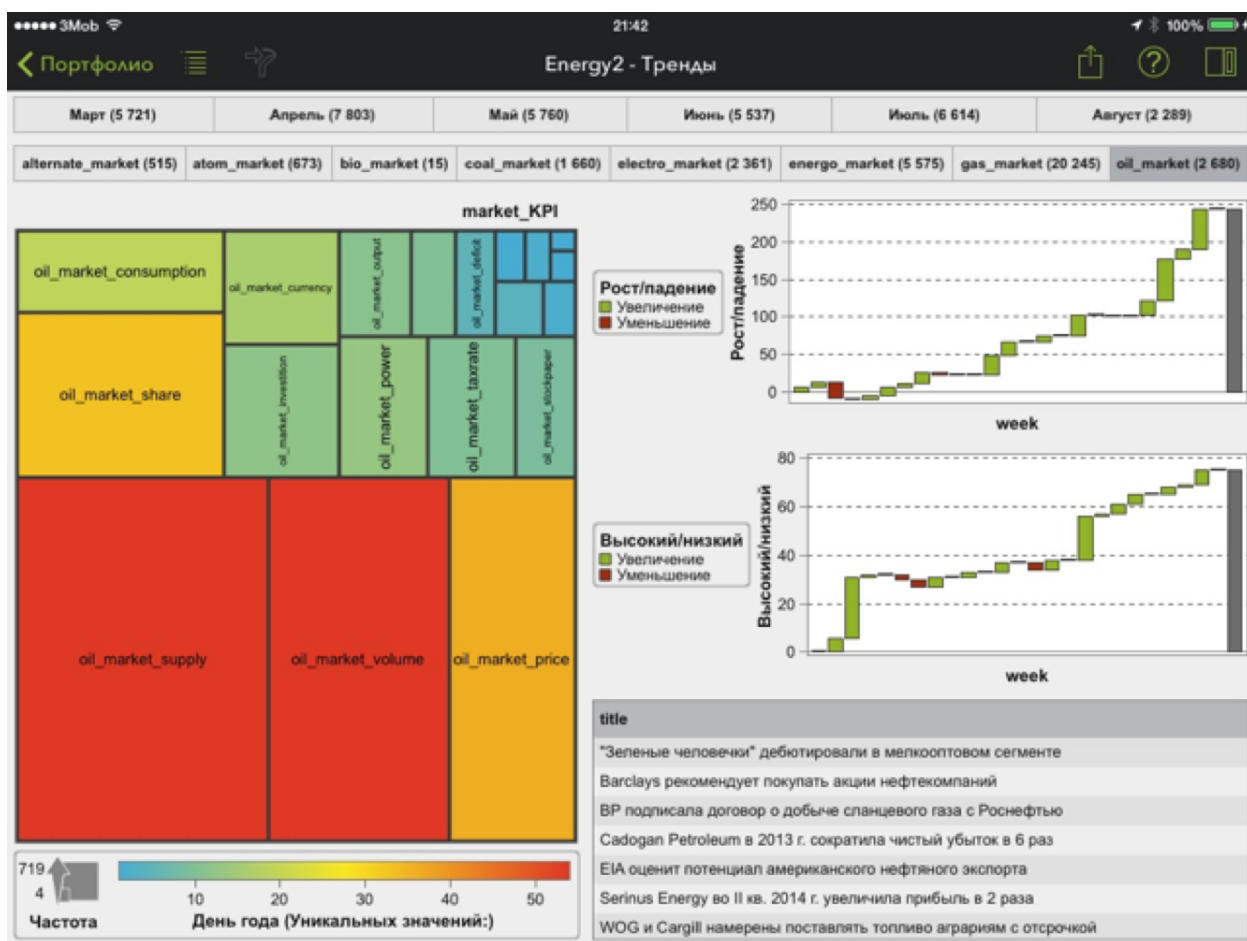 3Mob 21:42 100%
Портфолио Energy2 - Тренды ?
Март (5 721) Апрель (7 803) Май (5 760) Июнь (5 537) Июль (6 614) Август (2 289)
alternate_market (515) atom_market (673) bio_market (15) coal_market (1 660) electro_market (2 361) energo_market (5 575) gas_market (20 245) oil_market (2 680)
market_KPI
oil_market_consumption
oil_market_currency
oil_market_output
oil_market_deficit
oil_market_share
oil_market_investition
oil_market_power
oil_market_taxrate
oil_market_stockpaper
oil_market_supply
oil_market_volume
oil_market_price
719
4
Частота
10 20 30 40 50
День года (Уникальных значений:)
Рост/падение
Увеличение
Уменьшение
Рост/падение
250
200
150
100
50
0
week
Высокий/низкий
Увеличение
Уменьшение
Высокий/низкий
80
60
40
20
0
week
title
"Зеленые человечки" дебютировали в мелкооптовом сегменте
Barclays рекомендует покупать акции нефтекомпаний
BP подписала договор о добыче сланцевого газа с Роснефтью
Cadogan Petroleum в 2013 г. сократила чистый убыток в 6 раз
EIA оценит потенциал американского нефтяного экспорта
Serinus Energy во II кв. 2014 г. увеличила прибыль в 2 раза
WOG и Cargill намерены поставлять топливо аграриям с отсрочкой